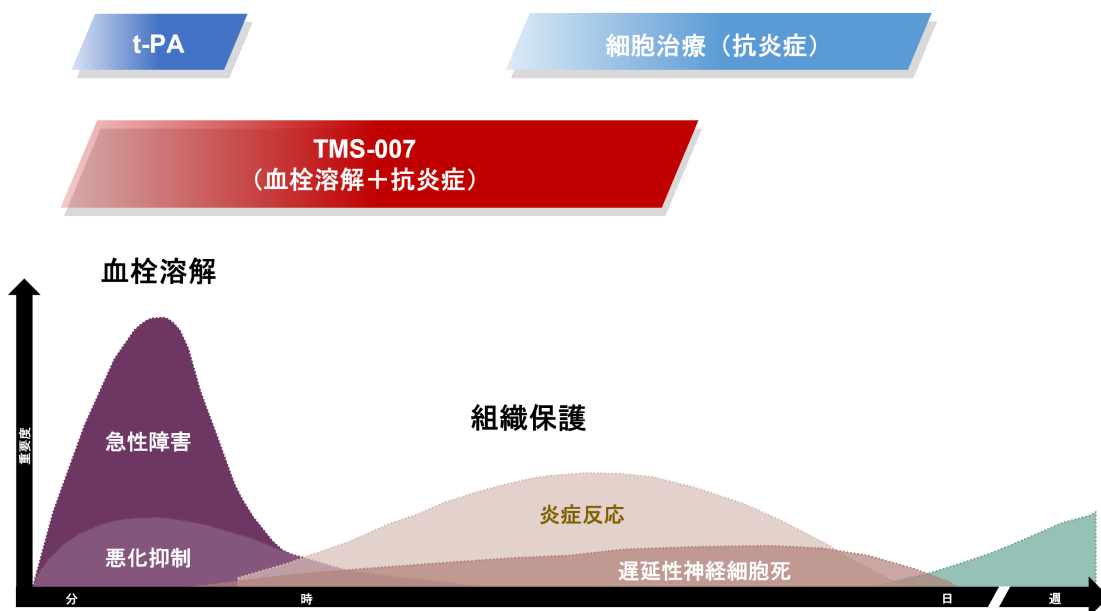 t-PA
細胞治療（抗炎症）
TMS-007
（血栓溶解＋抗炎症）
血栓溶解
組織保護
重要度
急性障害
炎症反応
悪化抑制
遅延性神経細胞死
分
時
日
週